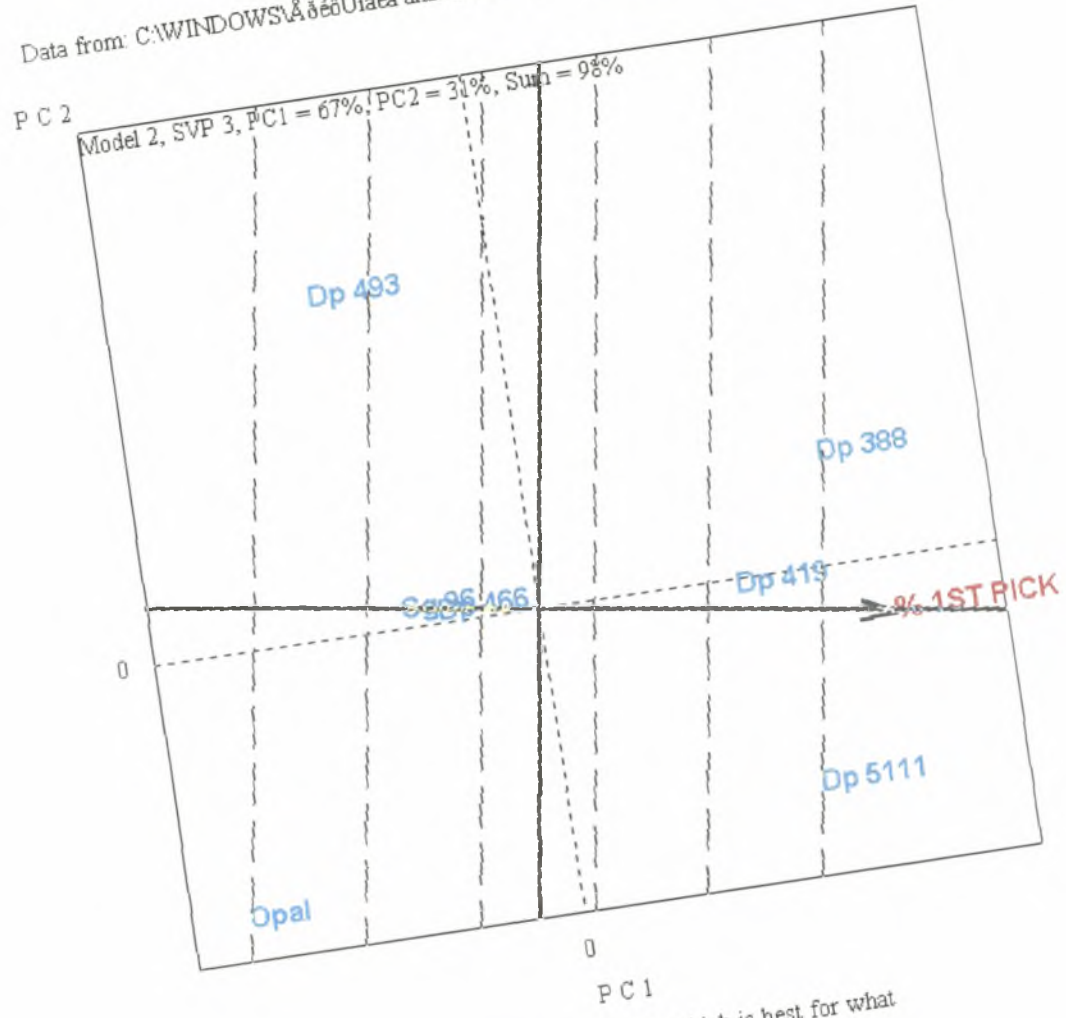 Data from: C:\WINDOWS\
P C 2
Model 2, SVP 3, PC1 = 67%, PC2 = 31%, Sum = 98%
Dp 493
Dp 388
Dp 419
466
% 1ST PICK
0
Dp 5111
Opal
0
P C 1
is best for what